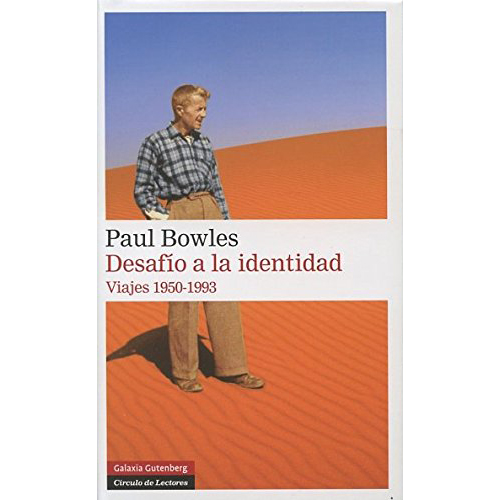 Paul Bowles
Desafío a la identidad
Viajes 1950-1993
Galaxia Gutenberg
Círculo de Lectores